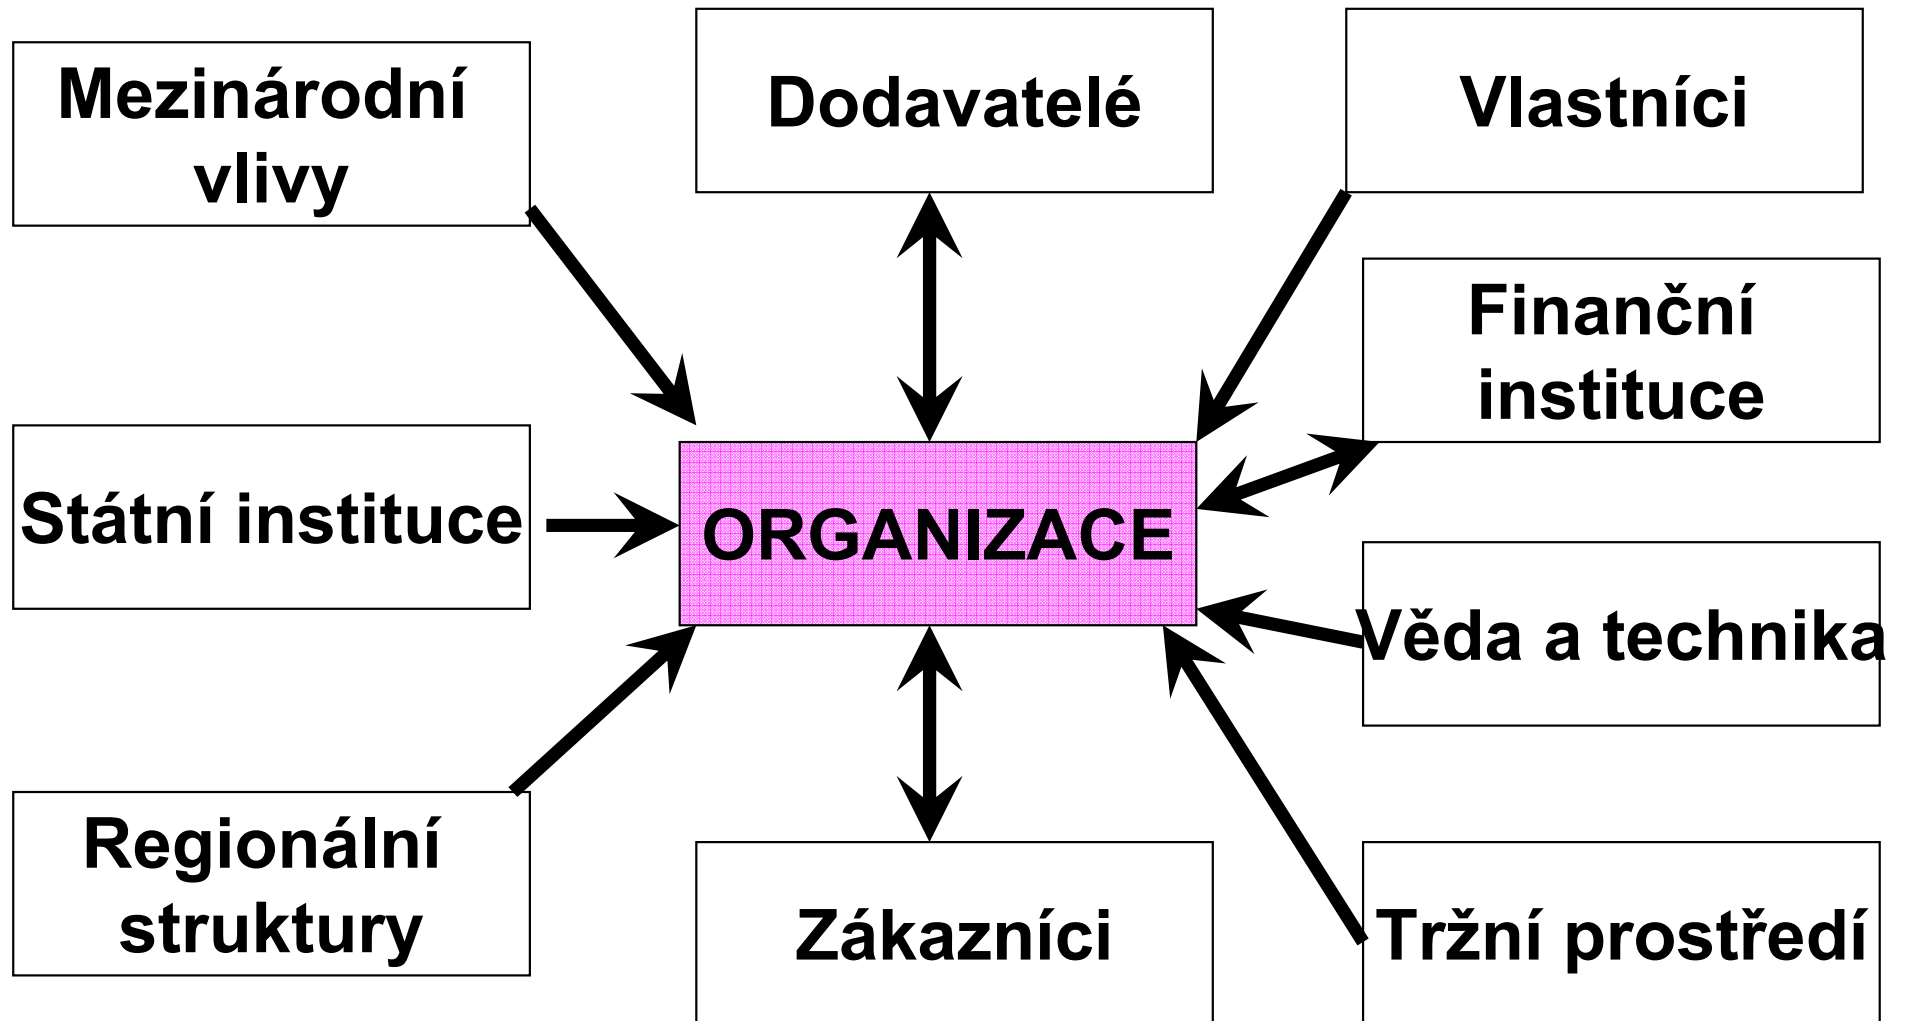 Mezinárodní
vlivy
Dodavatelé
Vlastníci
Finanční
instituce
Státní instituce
ORGANIZACE
Věda a technika
Regionální
struktury
Zákazníci
Tržní prostředí